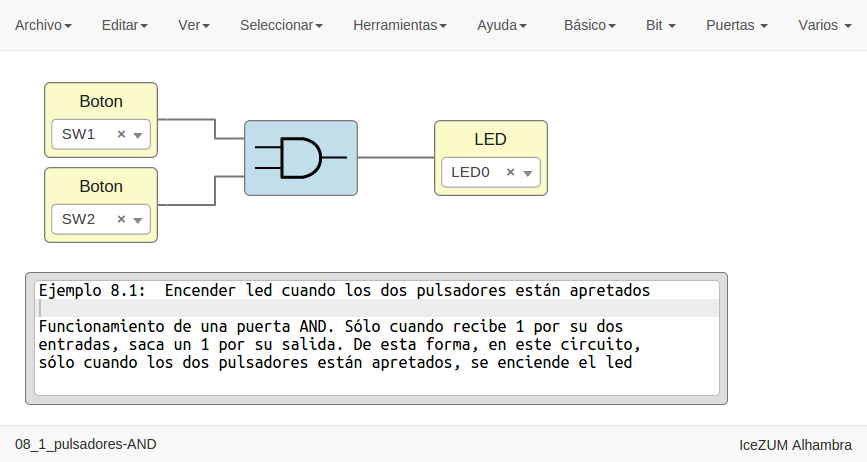 Archivo Editar Ver Seleccionar Herramientas Ayuda Básico Bit Puertas Varios
Boton
SW1 ×
Boton
SW2 ×
LED
LED0 ×
Ejemplo 8.1:  Encender led cuando los dos pulsadores están apretados
Funcionamiento de una puerta AND. Sólo cuando recibe 1 por su dos
entradas, saca un 1 por su salida. De esta forma, en este circuito,
sólo cuando los dos pulsadores están apretados, se enciende el led
08_1_pulsadores-AND IceZUM Alhambra